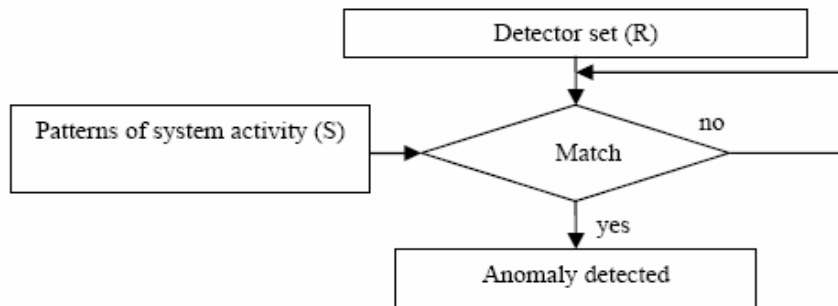 Detector set (R)
Patterns of system activity (S)
no
Match
yes
Anomaly detected